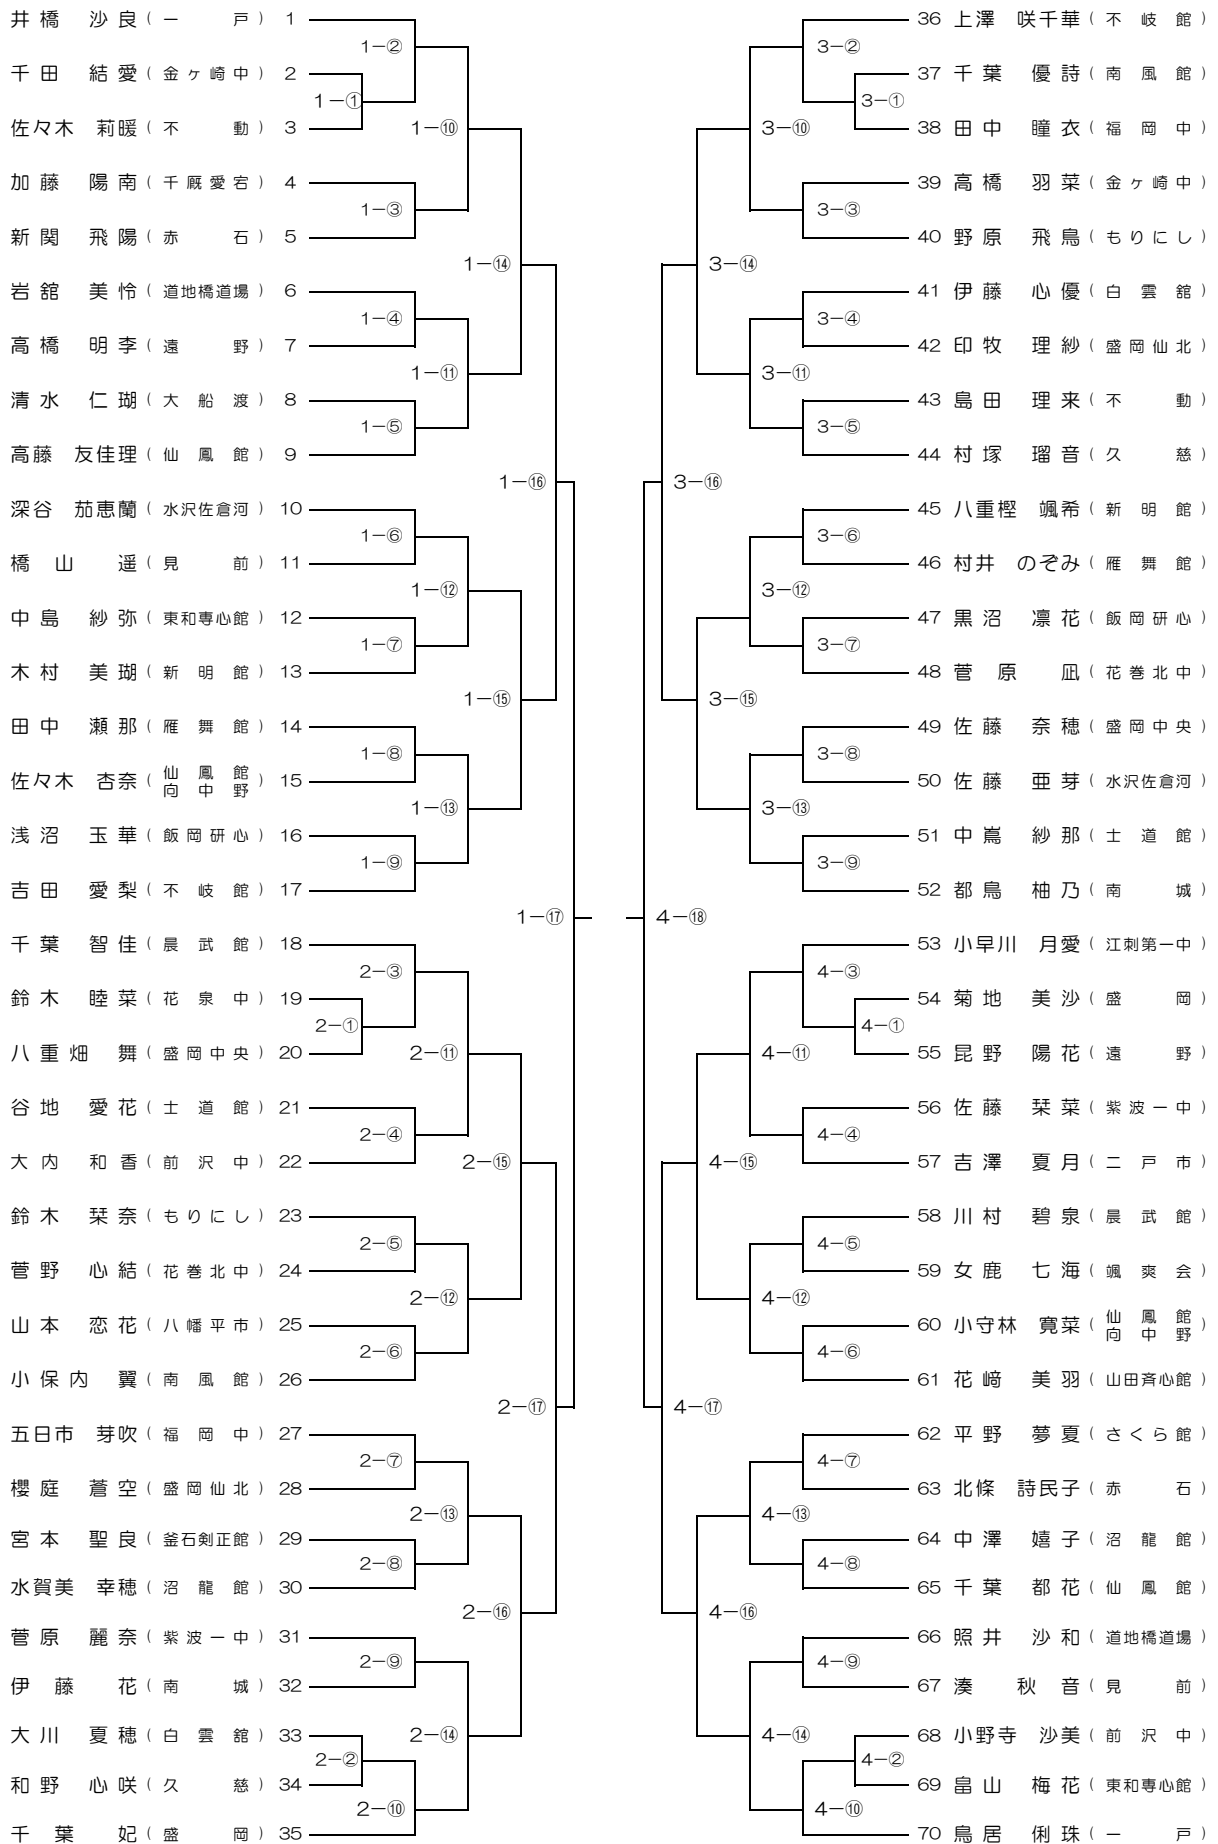 井橋 沙良（一戸）1
1－②
千田 結愛（金ヶ崎中）2
1－①
佐々木 莉暖（不動）3
1－⑩
加藤 陽南（千厩愛宕）4
1－③
新関 飛陽（赤石）5
1－⑭
岩舘 美怜（道地橋道場）6
1－④
高橋 明李（遠野）7
1－⑪
清水 仁瑚（大船渡）8
1－⑤
高藤 友佳理（仙鳳館）9
1－⑯
深谷 茄恵蘭（水沢佐倉河）10
1－⑥
橋山 遥（見前）11
1－⑫
中島 紗弥（東和専心館）12
1－⑦
木村 美瑚（新明館）13
1－⑮
田中 瀬那（雁舞館）14
1－⑧
佐々木 杏奈（仙鳳館 向中野）15
1－⑬
浅沼 玉華（飯岡研心）16
1－⑨
吉田 愛梨（不岐館）17
1－⑰
千葉 智佳（晨武館）18
2－③
鈴木 睦菜（花泉中）19
2－①
八重畑 舞（盛岡中央）20
2－⑪
谷地 愛花（士道館）21
2－④
大内 和香（前沢中）22
2－⑮
鈴木 栞奈（もりにし）23
2－⑤
菅野 心結（花巻北中）24
2－⑫
山本 恋花（八幡平市）25
2－⑥
小保内 翼（南風館）26
2－⑰
五日市 芽吹（福岡中）27
2－⑦
櫻庭 蒼空（盛岡仙北）28
2－⑬
宮本 聖良（釜石剣正館）29
2－⑧
水賀美 幸穂（沼龍館）30
2－⑯
菅原 麗奈（紫波一中）31
2－⑨
伊藤 花（南城）32
大川 夏穂（白雲舘）33
2－⑭
2－②
和野 心咲（久慈）34
2－⑩
千葉 妃（盛岡）35
36 上澤 咲千華（不岐館）
3－②
37 千葉 優詩（南風館）
3－①
38 田中 瞳衣（福岡中）
3－⑩
39 高橋 羽菜（金ヶ崎中）
3－③
40 野原 飛鳥（もりにし）
3－⑭
41 伊藤 心優（白雲舘）
3－④
42 印牧 理紗（盛岡仙北）
3－⑪
43 島田 理来（不動）
3－⑤
44 村塚 瑠音（久慈）
3－⑯
45 八重樫 颯希（新明館）
3－⑥
46 村井 のぞみ（雁舞館）
3－⑫
47 黒沼 凛花（飯岡研心）
3－⑦
48 菅原 凪（花巻北中）
3－⑮
49 佐藤 奈穂（盛岡中央）
3－⑧
50 佐藤 亜芽（水沢佐倉河）
3－⑬
51 中嶌 紗那（士道館）
3－⑨
52 都鳥 柚乃（南城）
4－⑱
53 小早川 月愛（江刺第一中）
4－③
54 菊地 美沙（盛岡）
4－①
55 昆野 陽花（遠野）
4－⑪
56 佐藤 栞菜（紫波一中）
4－④
57 吉澤 夏月（二戸市）
4－⑮
58 川村 碧泉（晨武館）
4－⑤
59 女鹿 七海（颯爽会）
4－⑫
60 小守林 寛菜（仙鳳館 向中野）
4－⑥
61 花﨑 美羽（山田斉心館）
4－⑰
62 平野 夢夏（さくら館）
4－⑦
63 北條 詩民子（赤石）
4－⑬
64 中澤 嬉子（沼龍館）
4－⑧
65 千葉 都花（仙鳳館）
4－⑯
66 照井 沙和（道地橋道場）
4－⑨
67 湊 秋音（見前）
68 小野寺 沙美（前沢中）
4－⑭
4－②
69 畠山 梅花（東和専心館）
4－⑩
70 鳥居 俐珠（一戸）